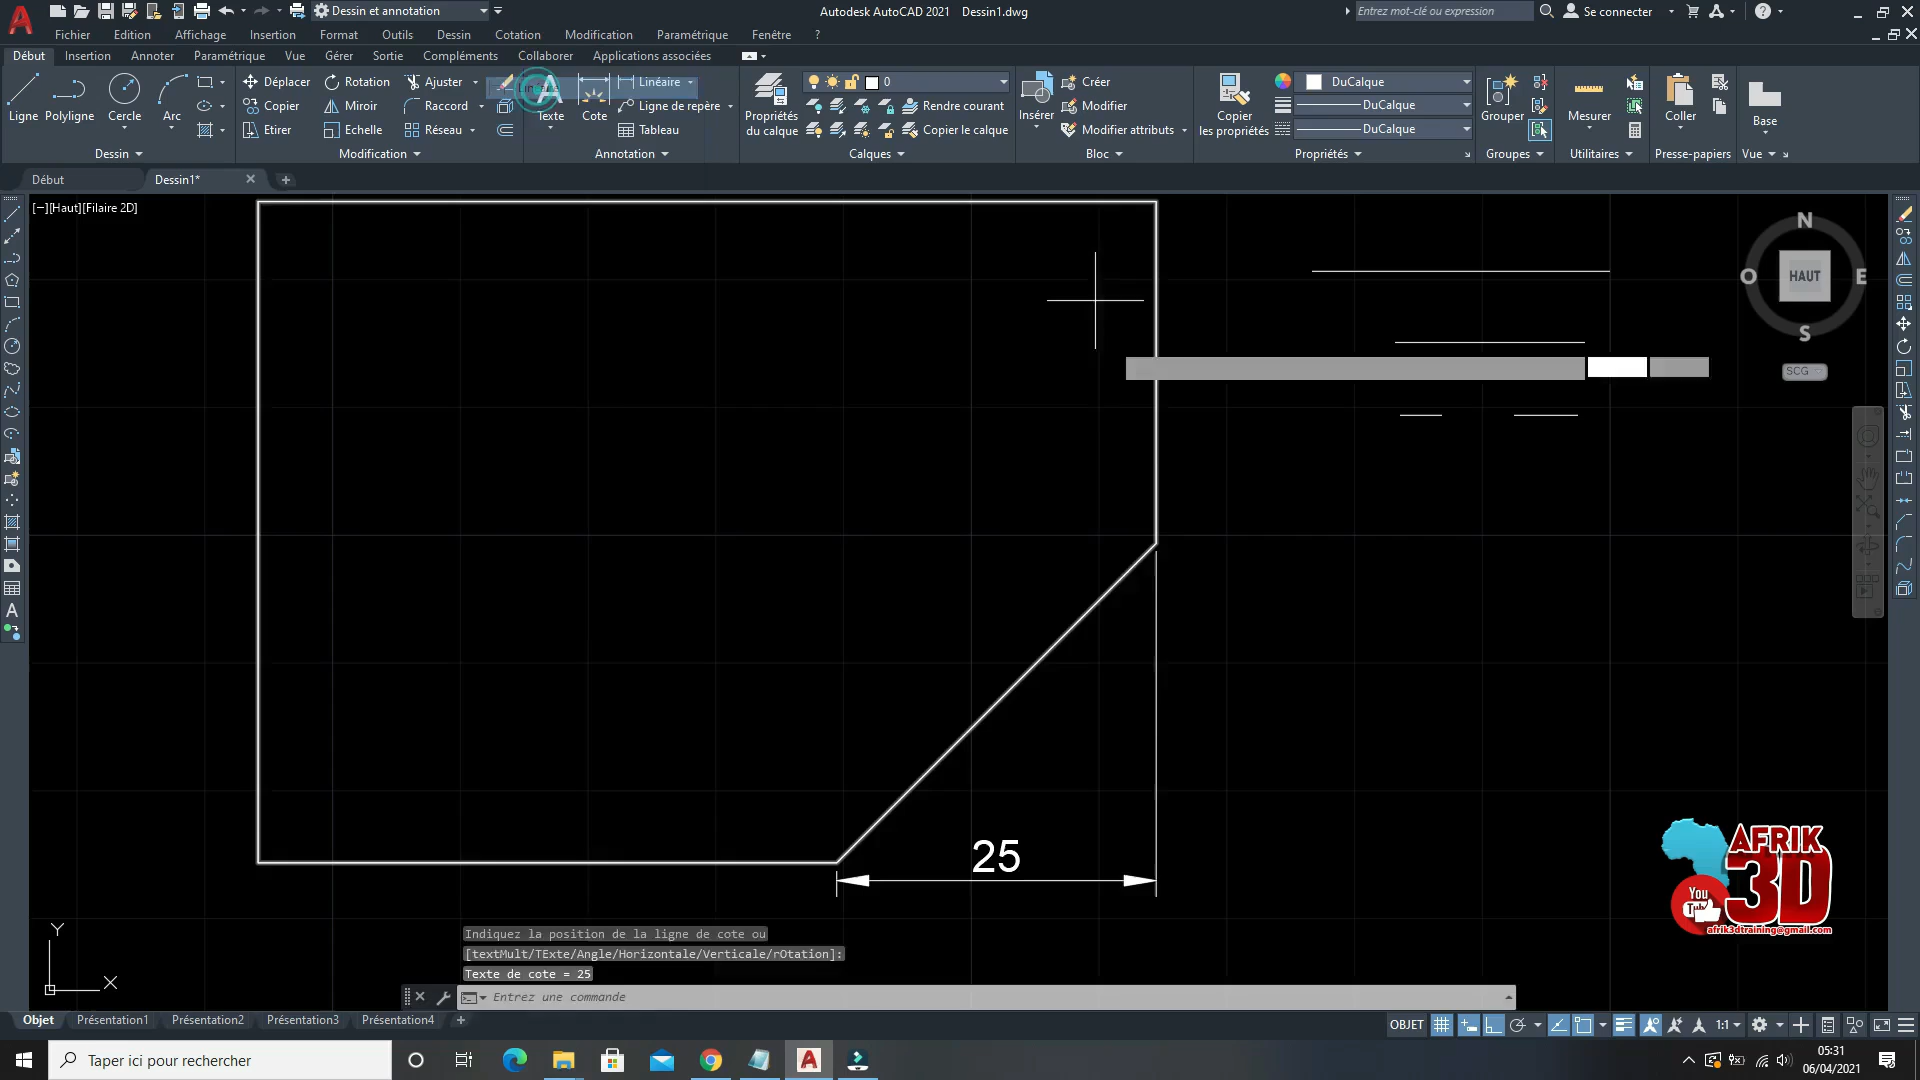 Dessin et annotation
Autodesk AutoCAD 2021 Dessin1.dwg
Entrez mot-clé ou expression
Se connecter
Fichier Edition Affichage Insertion Format Outils Dessin Cotation Modification Paramétrique Fenêtre ?
Début Insertion Annoter Paramétrique Vue Gérer Sortie Compléments Collaborer Applications associées
Déplacer Rotation Ajuster Linéaire 0 Créer DuCalque
Ligne Polyligne Cercle Arc Copier Miroir Raccord Texte Cote Ligne de repère Propriétés du calque Rendre courant Insérer Modifier Copier les propriétés DuCalque Grouper Mesurer Coller Base
Etirer Echelle Réseau Tableau Copier le calque Modifier attributs DuCalque
Dessin Modification Annotation Calques Bloc Propriétés Groupes Utilitaires Presse-papiers Vue
Début Dessin1*
[−][Haut][Filaire 2D]
N
O HAUT E
S
SCG
25
AFRIK
3D
You
Tube
afrik3dtraining@gmail.com
Y
X
Indiquez la position de la ligne de cote ou
[textMult/TExte/Angle/Horizontale/Verticale/rOtation]:
Texte de cote = 25
Entrez une commande
Objet Présentation1 Présentation2 Présentation3 Présentation4 +
OBJET 1:1
Taper ici pour rechercher
05:31
06/04/2021